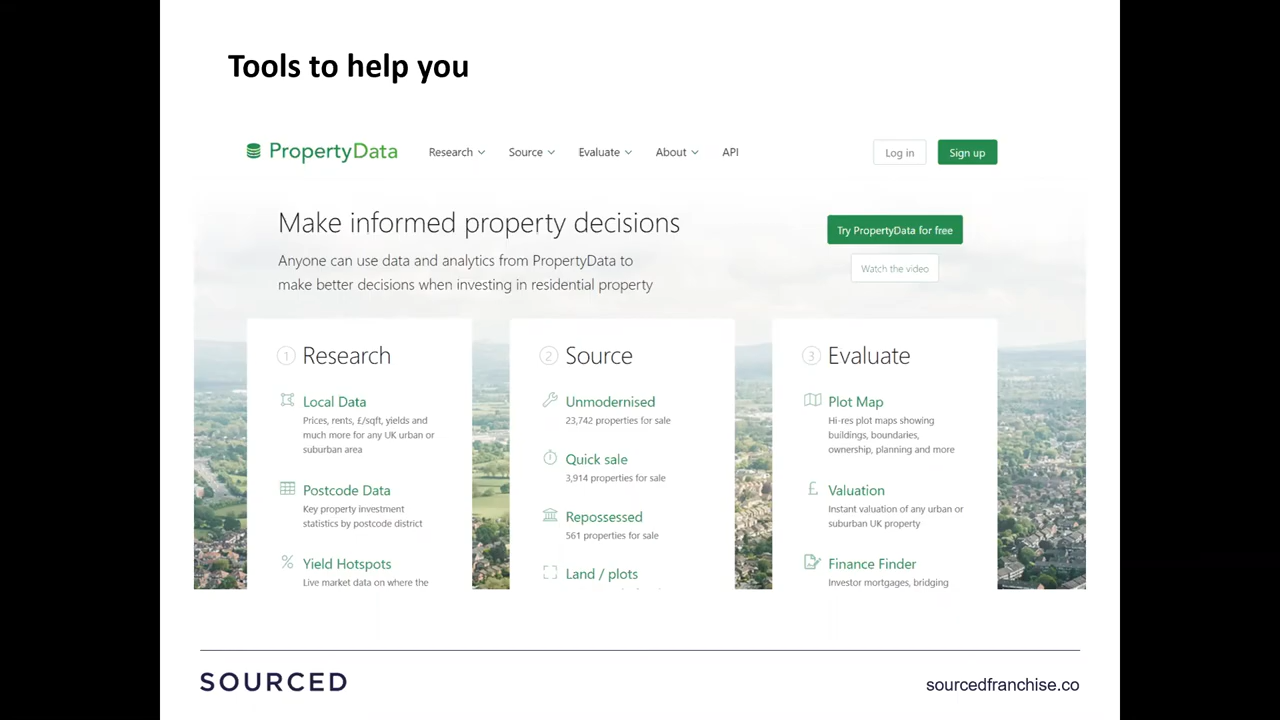 Tools to help you
PropertyData Research Source Evaluate About API Log in Sign up
Make informed property decisions
Anyone can use data and analytics from PropertyData to
make better decisions when investing in residential property
Try PropertyData for free
Watch the video
1 Research
Local Data
Prices, rents, £/sqft, yields and
much more for any UK urban or
suburban area
Postcode Data
Key property investment
statistics by postcode district
Yield Hotspots
Live market data on where the
2 Source
Unmodernised
23,742 properties for sale
Quick sale
3,914 properties for sale
Repossessed
561 properties for sale
Land / plots
3 Evaluate
Plot Map
Hi-res plot maps showing
buildings, boundaries,
ownership, planning and more
Valuation
Instant valuation of any urban or
suburban UK property
Finance Finder
Investor mortgages, bridging
SOURCED
sourcedfranchise.co